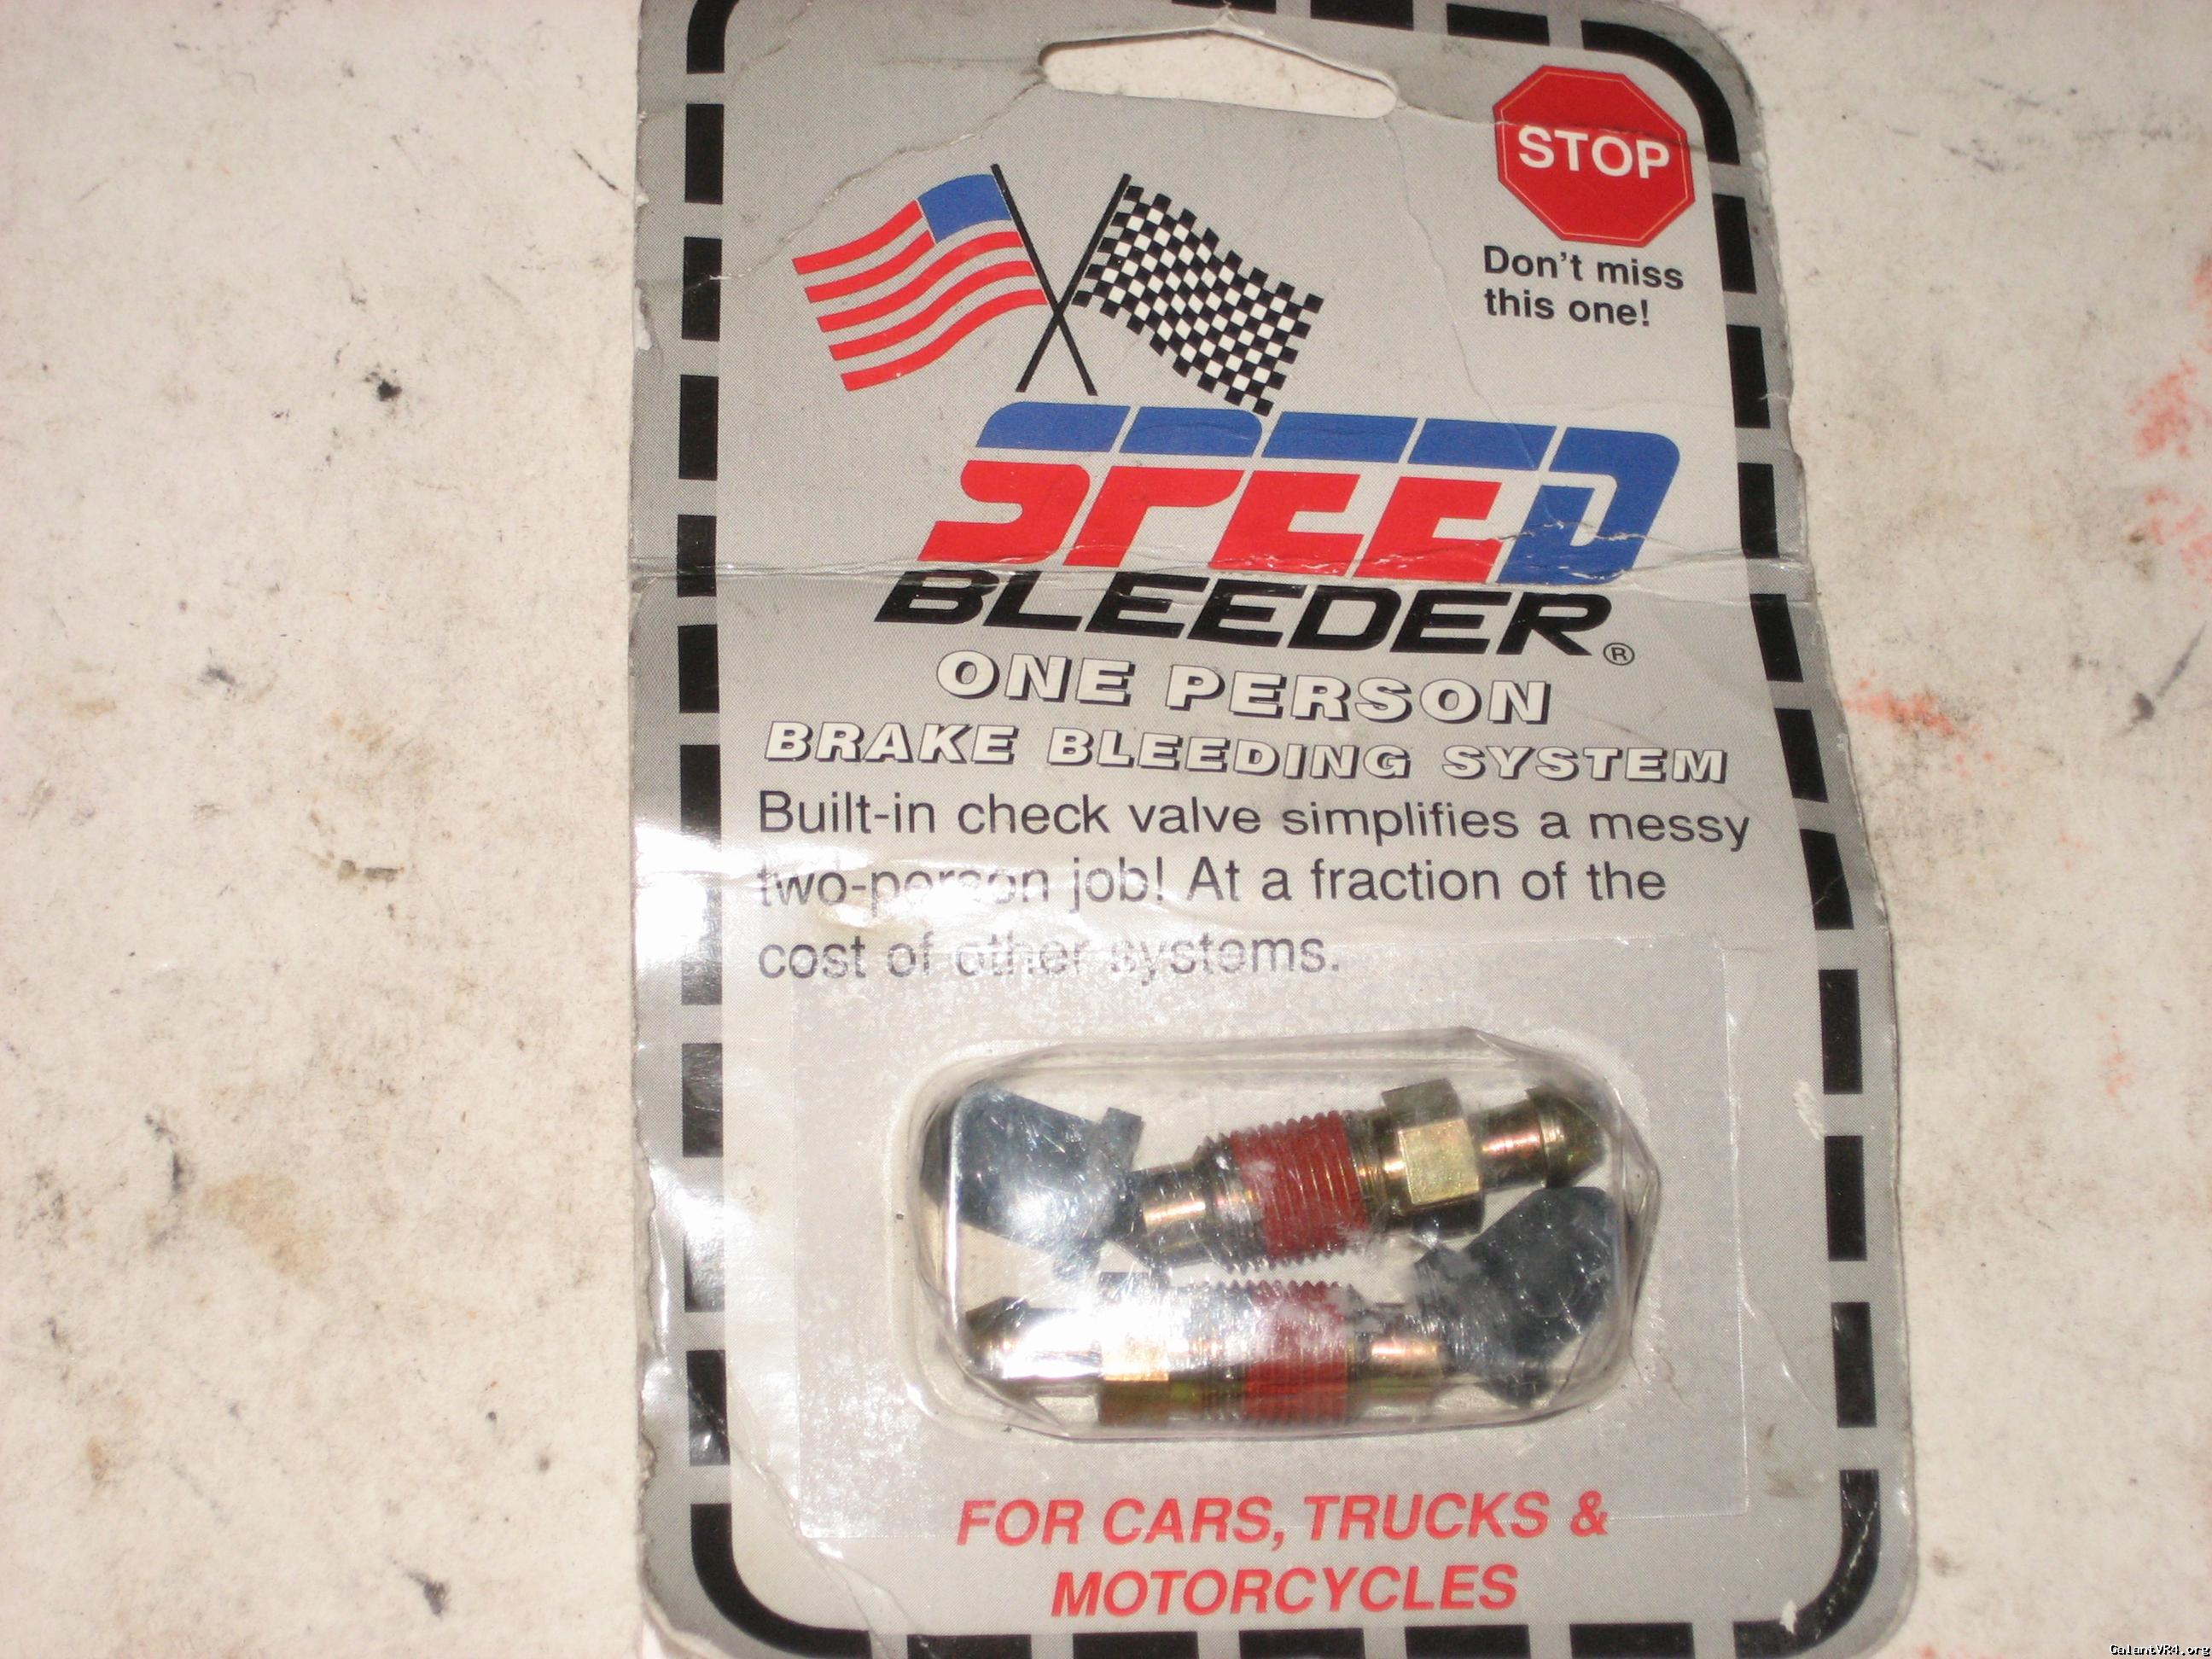 STOP
Don't miss
this one!
SPEED
BLEEDER®
ONE PERSON
BRAKE BLEEDING SYSTEM
Built-in check valve simplifies a messy
two-person job! At a fraction of the
cost of other systems.
FOR CARS, TRUCKS &
MOTORCYCLES
GalantVR4.org